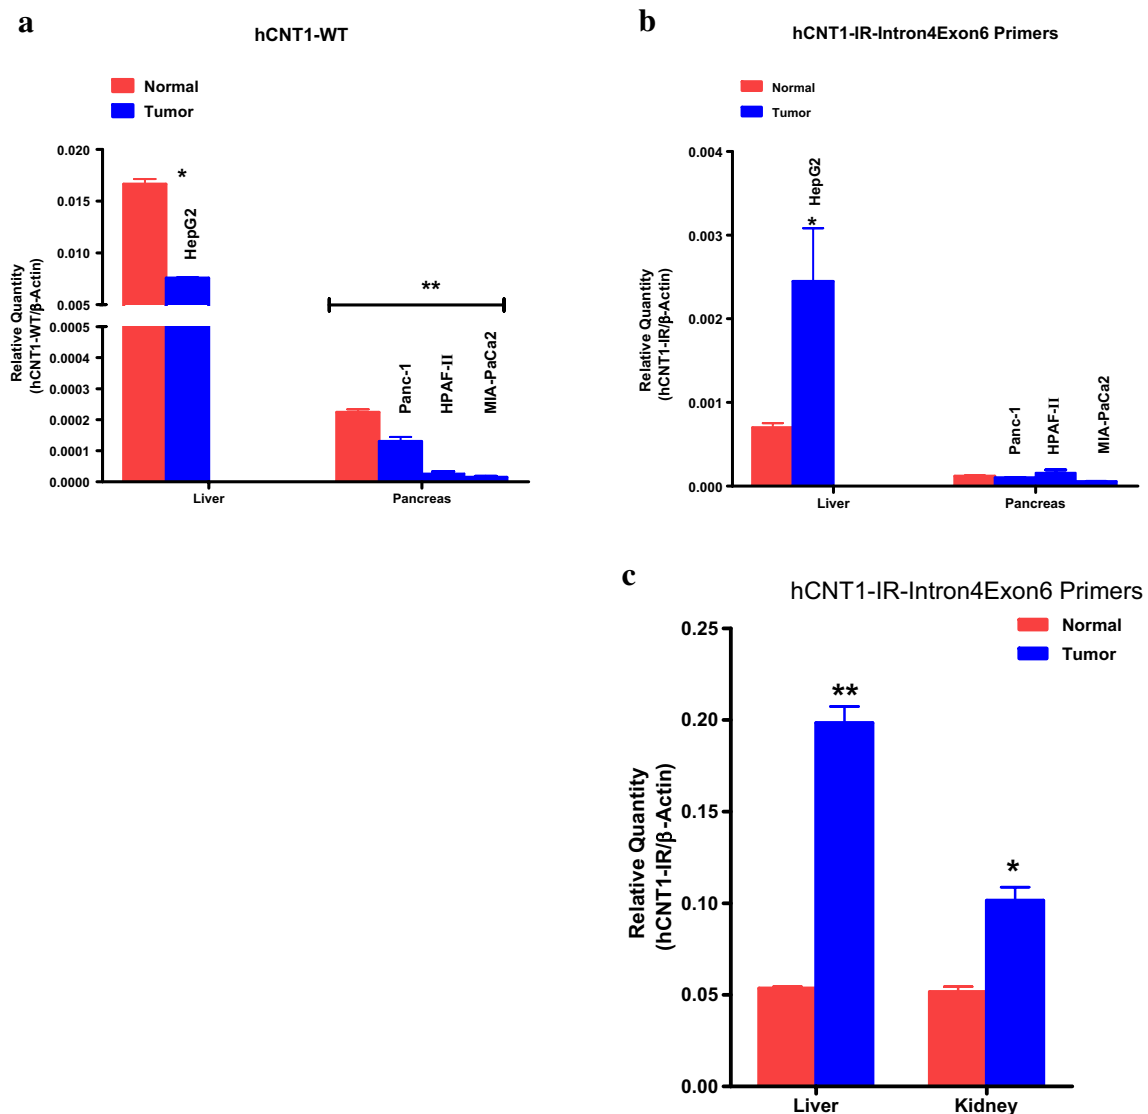 a
hCNT1-WT
Normal
Tumor
Relative Quantity
(hCNT1-WT/β-Actin)
0.020
0.015
0.010
0.005
0.0005
0.0004
0.0003
0.0002
0.0001
0.0000
*
HepG2
**
Panc-1
HPAF-II
MIA-PaCa2
Liver
Pancreas
b
hCNT1-IR-Intron4Exon6 Primers
Normal
Tumor
Relative Quantity
(hCNT1-IR/β-Actin)
0.004
0.003
0.002
0.001
0.000
HepG2
*
Panc-1
HPAF-II
MIA-PaCa2
Liver
Pancreas
c
hCNT1-IR-Intron4Exon6 Primers
Normal
Tumor
Relative Quantity
(hCNT1-IR/β-Actin)
0.25
0.20
0.15
0.10
0.05
0.00
**
*
Liver
Kidney